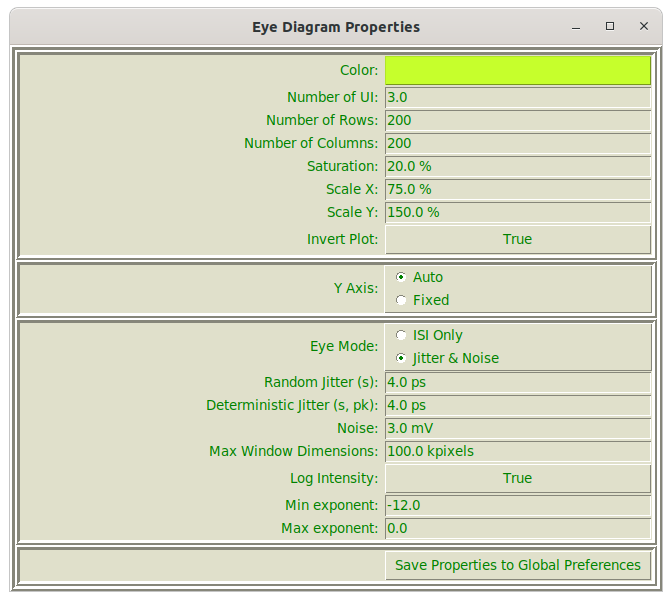 Eye Diagram Properties
Color:
Number of UI: 3.0
Number of Rows: 200
Number of Columns: 200
Saturation: 20.0 %
Scale X: 75.0 %
Scale Y: 150.0 %
Invert Plot: True
Y Axis: Auto
Fixed
Eye Mode: ISI Only
Jitter & Noise
Random Jitter (s): 4.0 ps
Deterministic Jitter (s, pk): 4.0 ps
Noise: 3.0 mV
Max Window Dimensions: 100.0 kpixels
Log Intensity: True
Min exponent: -12.0
Max exponent: 0.0
Save Properties to Global Preferences